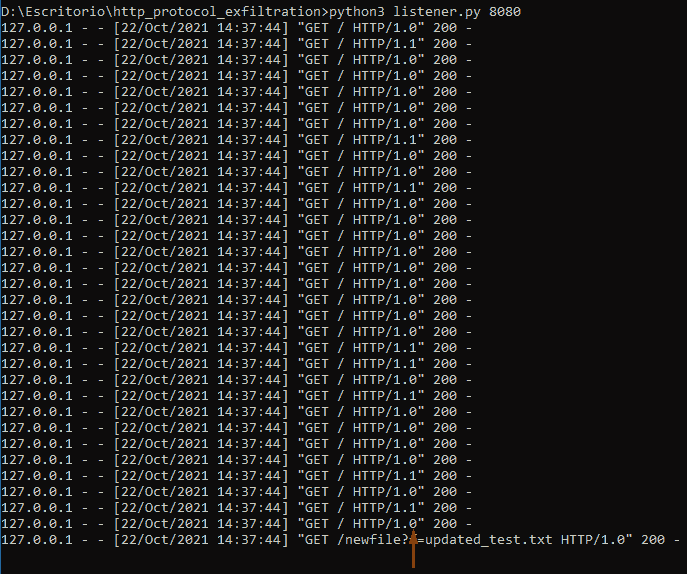 D:\Escritorio\http_protocol_exfiltration>python3 listener.py 8080
127.0.0.1 - - [22/Oct/2021 14:37:44] "GET / HTTP/1.0" 200 -
127.0.0.1 - - [22/Oct/2021 14:37:44] "GET / HTTP/1.1" 200 -
127.0.0.1 - - [22/Oct/2021 14:37:44] "GET / HTTP/1.0" 200 -
127.0.0.1 - - [22/Oct/2021 14:37:44] "GET / HTTP/1.0" 200 -
127.0.0.1 - - [22/Oct/2021 14:37:44] "GET / HTTP/1.0" 200 -
127.0.0.1 - - [22/Oct/2021 14:37:44] "GET / HTTP/1.0" 200 -
127.0.0.1 - - [22/Oct/2021 14:37:44] "GET / HTTP/1.0" 200 -
127.0.0.1 - - [22/Oct/2021 14:37:44] "GET / HTTP/1.1" 200 -
127.0.0.1 - - [22/Oct/2021 14:37:44] "GET / HTTP/1.0" 200 -
127.0.0.1 - - [22/Oct/2021 14:37:44] "GET / HTTP/1.0" 200 -
127.0.0.1 - - [22/Oct/2021 14:37:44] "GET / HTTP/1.1" 200 -
127.0.0.1 - - [22/Oct/2021 14:37:44] "GET / HTTP/1.0" 200 -
127.0.0.1 - - [22/Oct/2021 14:37:44] "GET / HTTP/1.0" 200 -
127.0.0.1 - - [22/Oct/2021 14:37:44] "GET / HTTP/1.0" 200 -
127.0.0.1 - - [22/Oct/2021 14:37:44] "GET / HTTP/1.0" 200 -
127.0.0.1 - - [22/Oct/2021 14:37:44] "GET / HTTP/1.0" 200 -
127.0.0.1 - - [22/Oct/2021 14:37:44] "GET / HTTP/1.0" 200 -
127.0.0.1 - - [22/Oct/2021 14:37:44] "GET / HTTP/1.0" 200 -
127.0.0.1 - - [22/Oct/2021 14:37:44] "GET / HTTP/1.0" 200 -
127.0.0.1 - - [22/Oct/2021 14:37:44] "GET / HTTP/1.0" 200 -
127.0.0.1 - - [22/Oct/2021 14:37:44] "GET / HTTP/1.1" 200 -
127.0.0.1 - - [22/Oct/2021 14:37:44] "GET / HTTP/1.0" 200 -
127.0.0.1 - - [22/Oct/2021 14:37:44] "GET / HTTP/1.1" 200 -
127.0.0.1 - - [22/Oct/2021 14:37:44] "GET / HTTP/1.1" 200 -
127.0.0.1 - - [22/Oct/2021 14:37:44] "GET / HTTP/1.0" 200 -
127.0.0.1 - - [22/Oct/2021 14:37:44] "GET / HTTP/1.0" 200 -
127.0.0.1 - - [22/Oct/2021 14:37:44] "GET / HTTP/1.0" 200 -
127.0.0.1 - - [22/Oct/2021 14:37:44] "GET / HTTP/1.0" 200 -
127.0.0.1 - - [22/Oct/2021 14:37:44] "GET / HTTP/1.1" 200 -
127.0.0.1 - - [22/Oct/2021 14:37:44] "GET / HTTP/1.0" 200 -
127.0.0.1 - - [22/Oct/2021 14:37:44] "GET / HTTP/1.1" 200 -
127.0.0.1 - - [22/Oct/2021 14:37:44] "GET / HTTP/1.0" 200 -
127.0.0.1 - - [22/Oct/2021 14:37:44] "GET /newfile?=updated_test.txt HTTP/1.0" 200 -